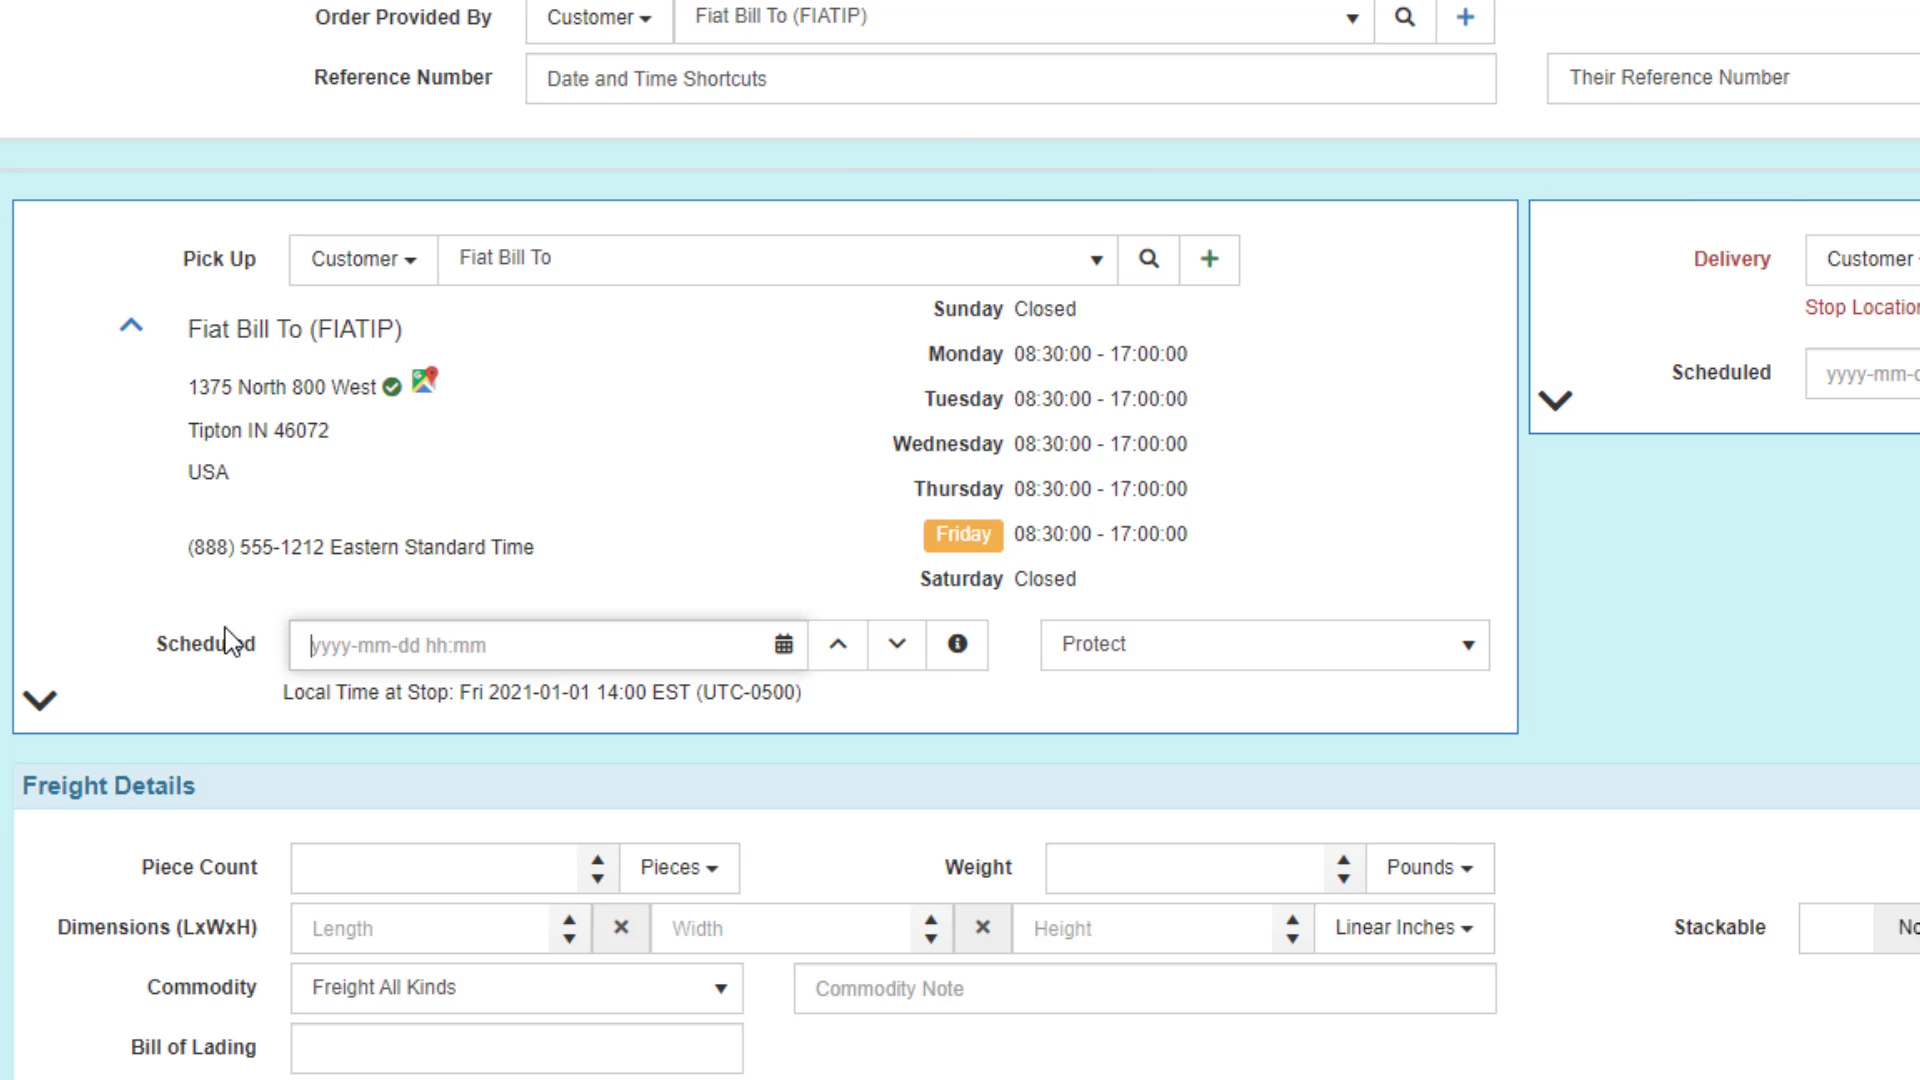 Order Provided By Customer Fiat Bill To (FIATIP)
Reference Number Date and Time Shortcuts Their Reference Number
Pick Up Customer Fiat Bill To
Fiat Bill To (FIATIP)
1375 North 800 West
Tipton IN 46072
USA
(888) 555-1212 Eastern Standard Time
Sunday Closed
Monday 08:30:00 - 17:00:00
Tuesday 08:30:00 - 17:00:00
Wednesday 08:30:00 - 17:00:00
Thursday 08:30:00 - 17:00:00
Friday 08:30:00 - 17:00:00
Saturday Closed
Scheduled yyyy-mm-dd hh:mm Protect
Local Time at Stop: Fri 2021-01-01 14:00 EST (UTC-0500)
Delivery Customer
Stop Location
Scheduled yyyy-mm-d
Freight Details
Piece Count Pieces Weight Pounds
Dimensions (LxWxH) Length Width Height Linear Inches Stackable No
Commodity Freight All Kinds Commodity Note
Bill of Lading